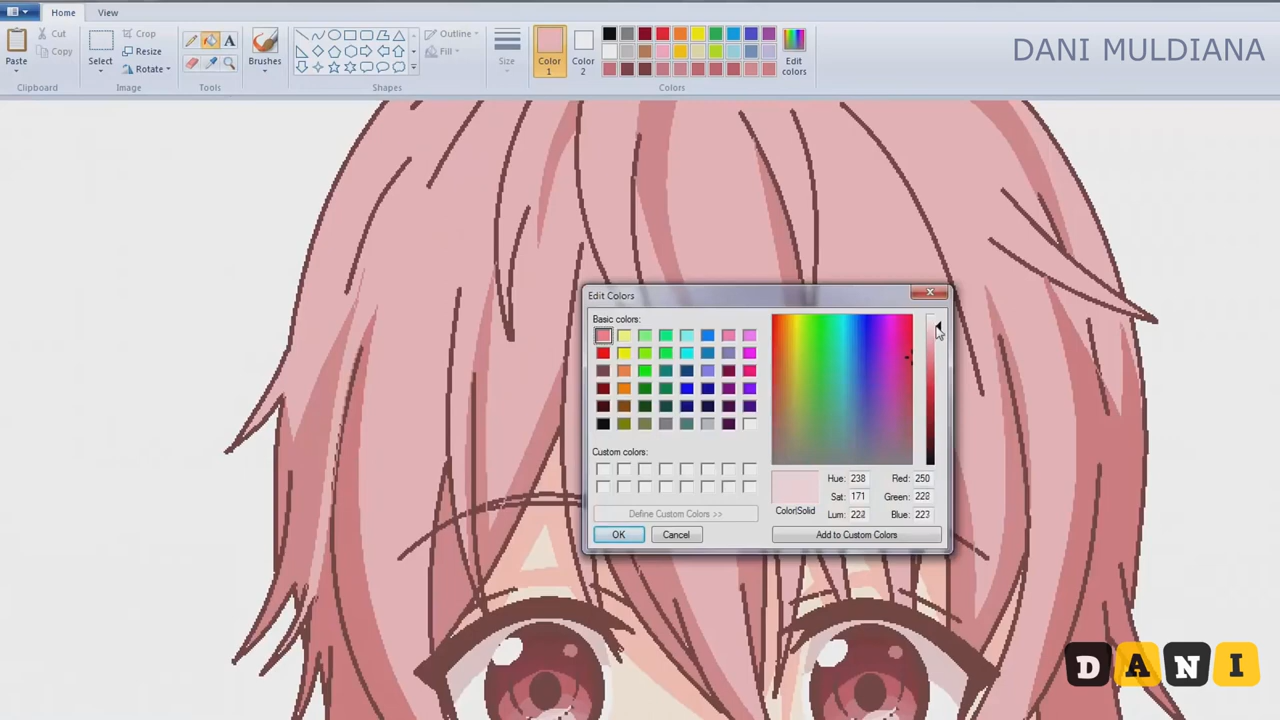 Home View
Cut
Copy
Paste
Clipboard
Crop
Resize
Rotate
Select
Image
A
Tools
Brushes
Outline
Fill
Shapes
Size
Color
1
Color
2
Colors
Edit
colors
DANI MULDIANA
Edit Colors
Basic colors:
Custom colors:
Define Custom Colors >>
OK Cancel
Color|Solid
Hue: 238 Red: 250
Sat: 171 Green: 222
Lum: 222 Blue: 223
Add to Custom Colors
DANI